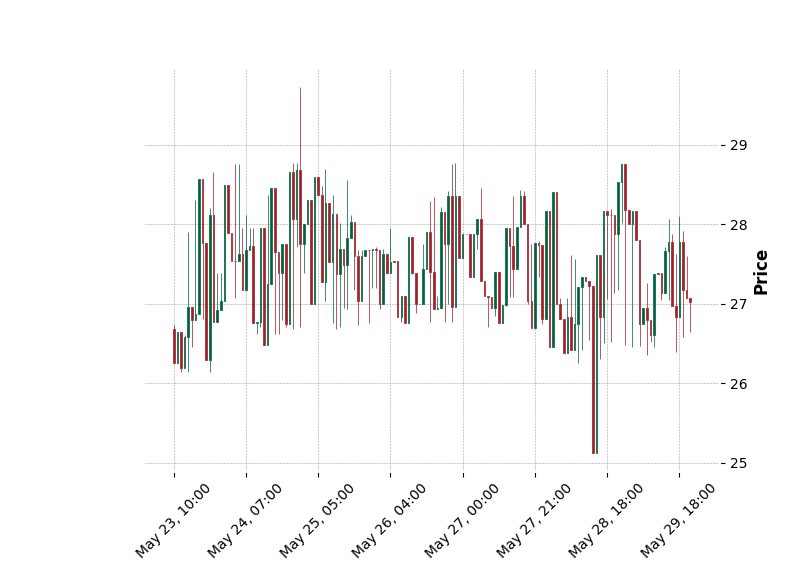 29
28
27
26
25
Price
May 23, 10:00
May 24, 07:00
May 25, 05:00
May 26, 04:00
May 27, 00:00
May 27, 21:00
May 28, 18:00
May 29, 18:00